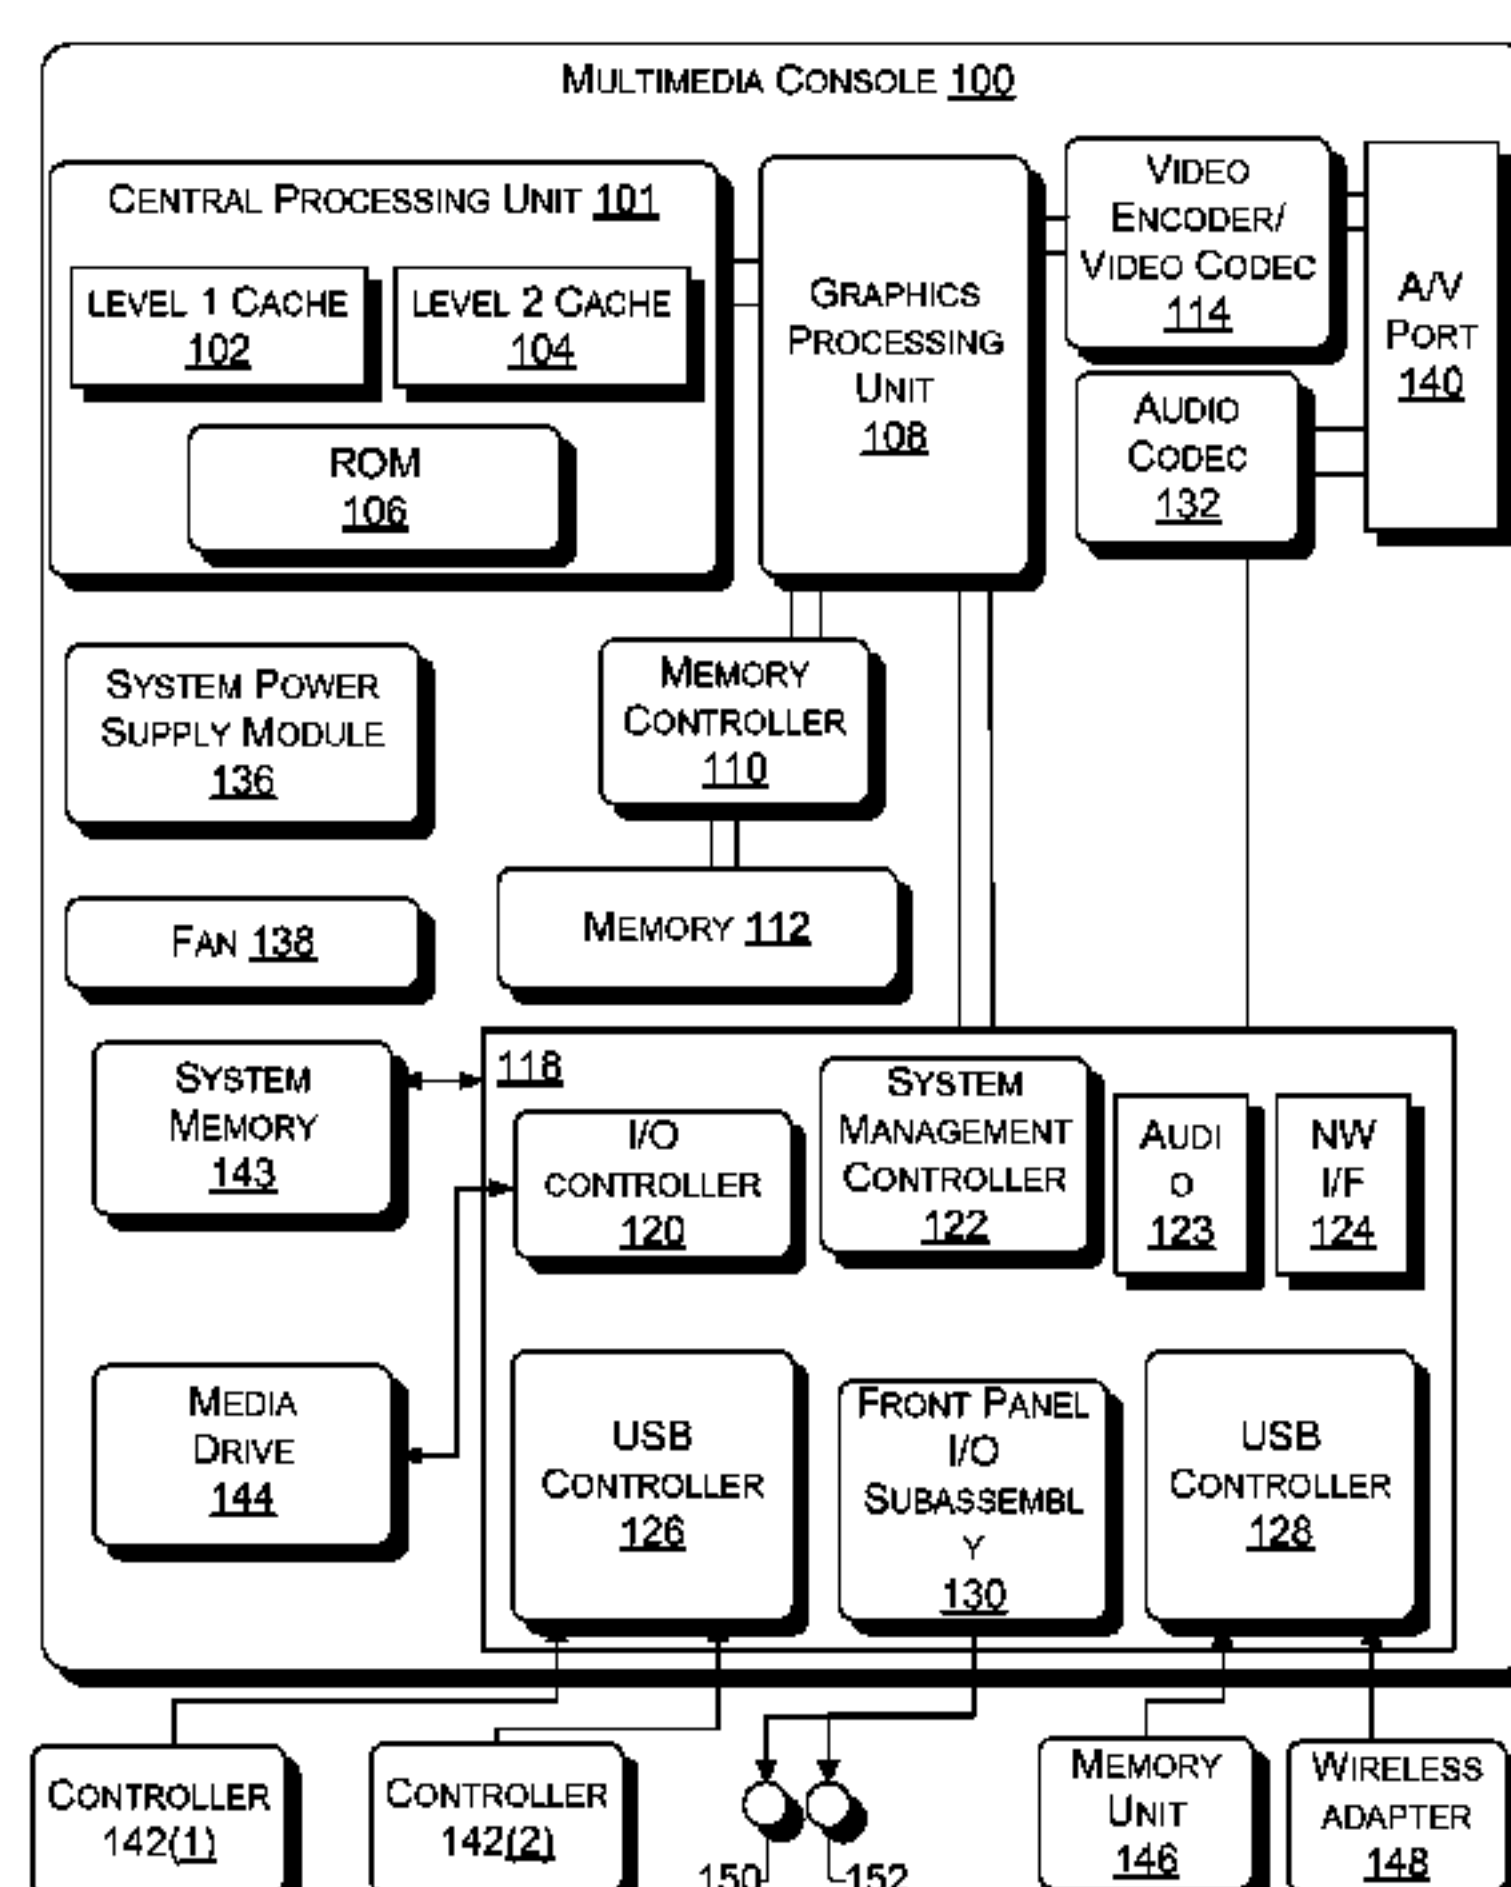 MULTIMEDIA CONSOLE 100
CENTRAL PROCESSING UNIT 101
LEVEL 1 CACHE
102
LEVEL 2 CACHE
104
ROM
106
GRAPHICS
PROCESSING
UNIT
108
VIDEO
ENCODER/
VIDEO CODEC
114
AUDIO
CODEC
132
A/V
PORT
140
SYSTEM POWER
SUPPLY MODULE
136
MEMORY
CONTROLLER
110
FAN 138
MEMORY 112
SYSTEM
MEMORY
143
118
I/O
CONTROLLER
120
SYSTEM
MANAGEMENT
CONTROLLER
122
AUDI
O
123
NW
I/F
124
MEDIA
DRIVE
144
USB
CONTROLLER
126
FRONT PANEL
I/O
SUBASSEMBL
Y
130
USB
CONTROLLER
128
CONTROLLER
142(1)
CONTROLLER
142(2)
150
152
MEMORY
UNIT
146
WIRELESS
ADAPTER
148